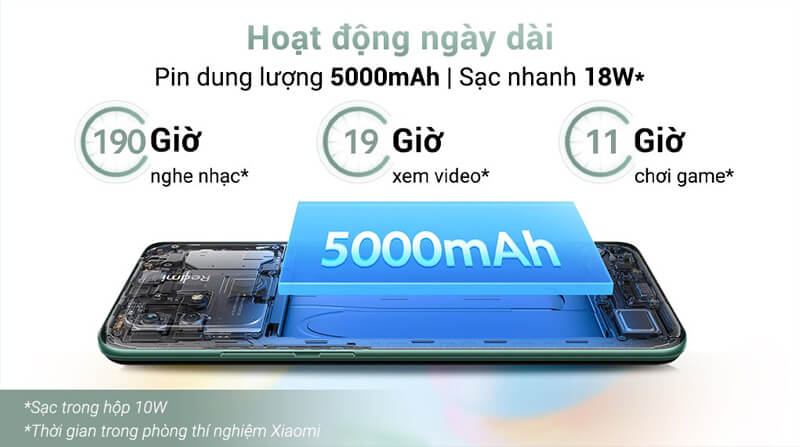 Hoạt động ngày dài
Pin dung lượng 5000mAh | Sạc nhanh 18W*
190 Giờ
nghe nhạc*
19 Giờ
xem video*
11 Giờ
chơi game*
5000mAh
Redmi
*Sạc trong hộp 10W
*Thời gian trong phòng thí nghiệm Xiaomi